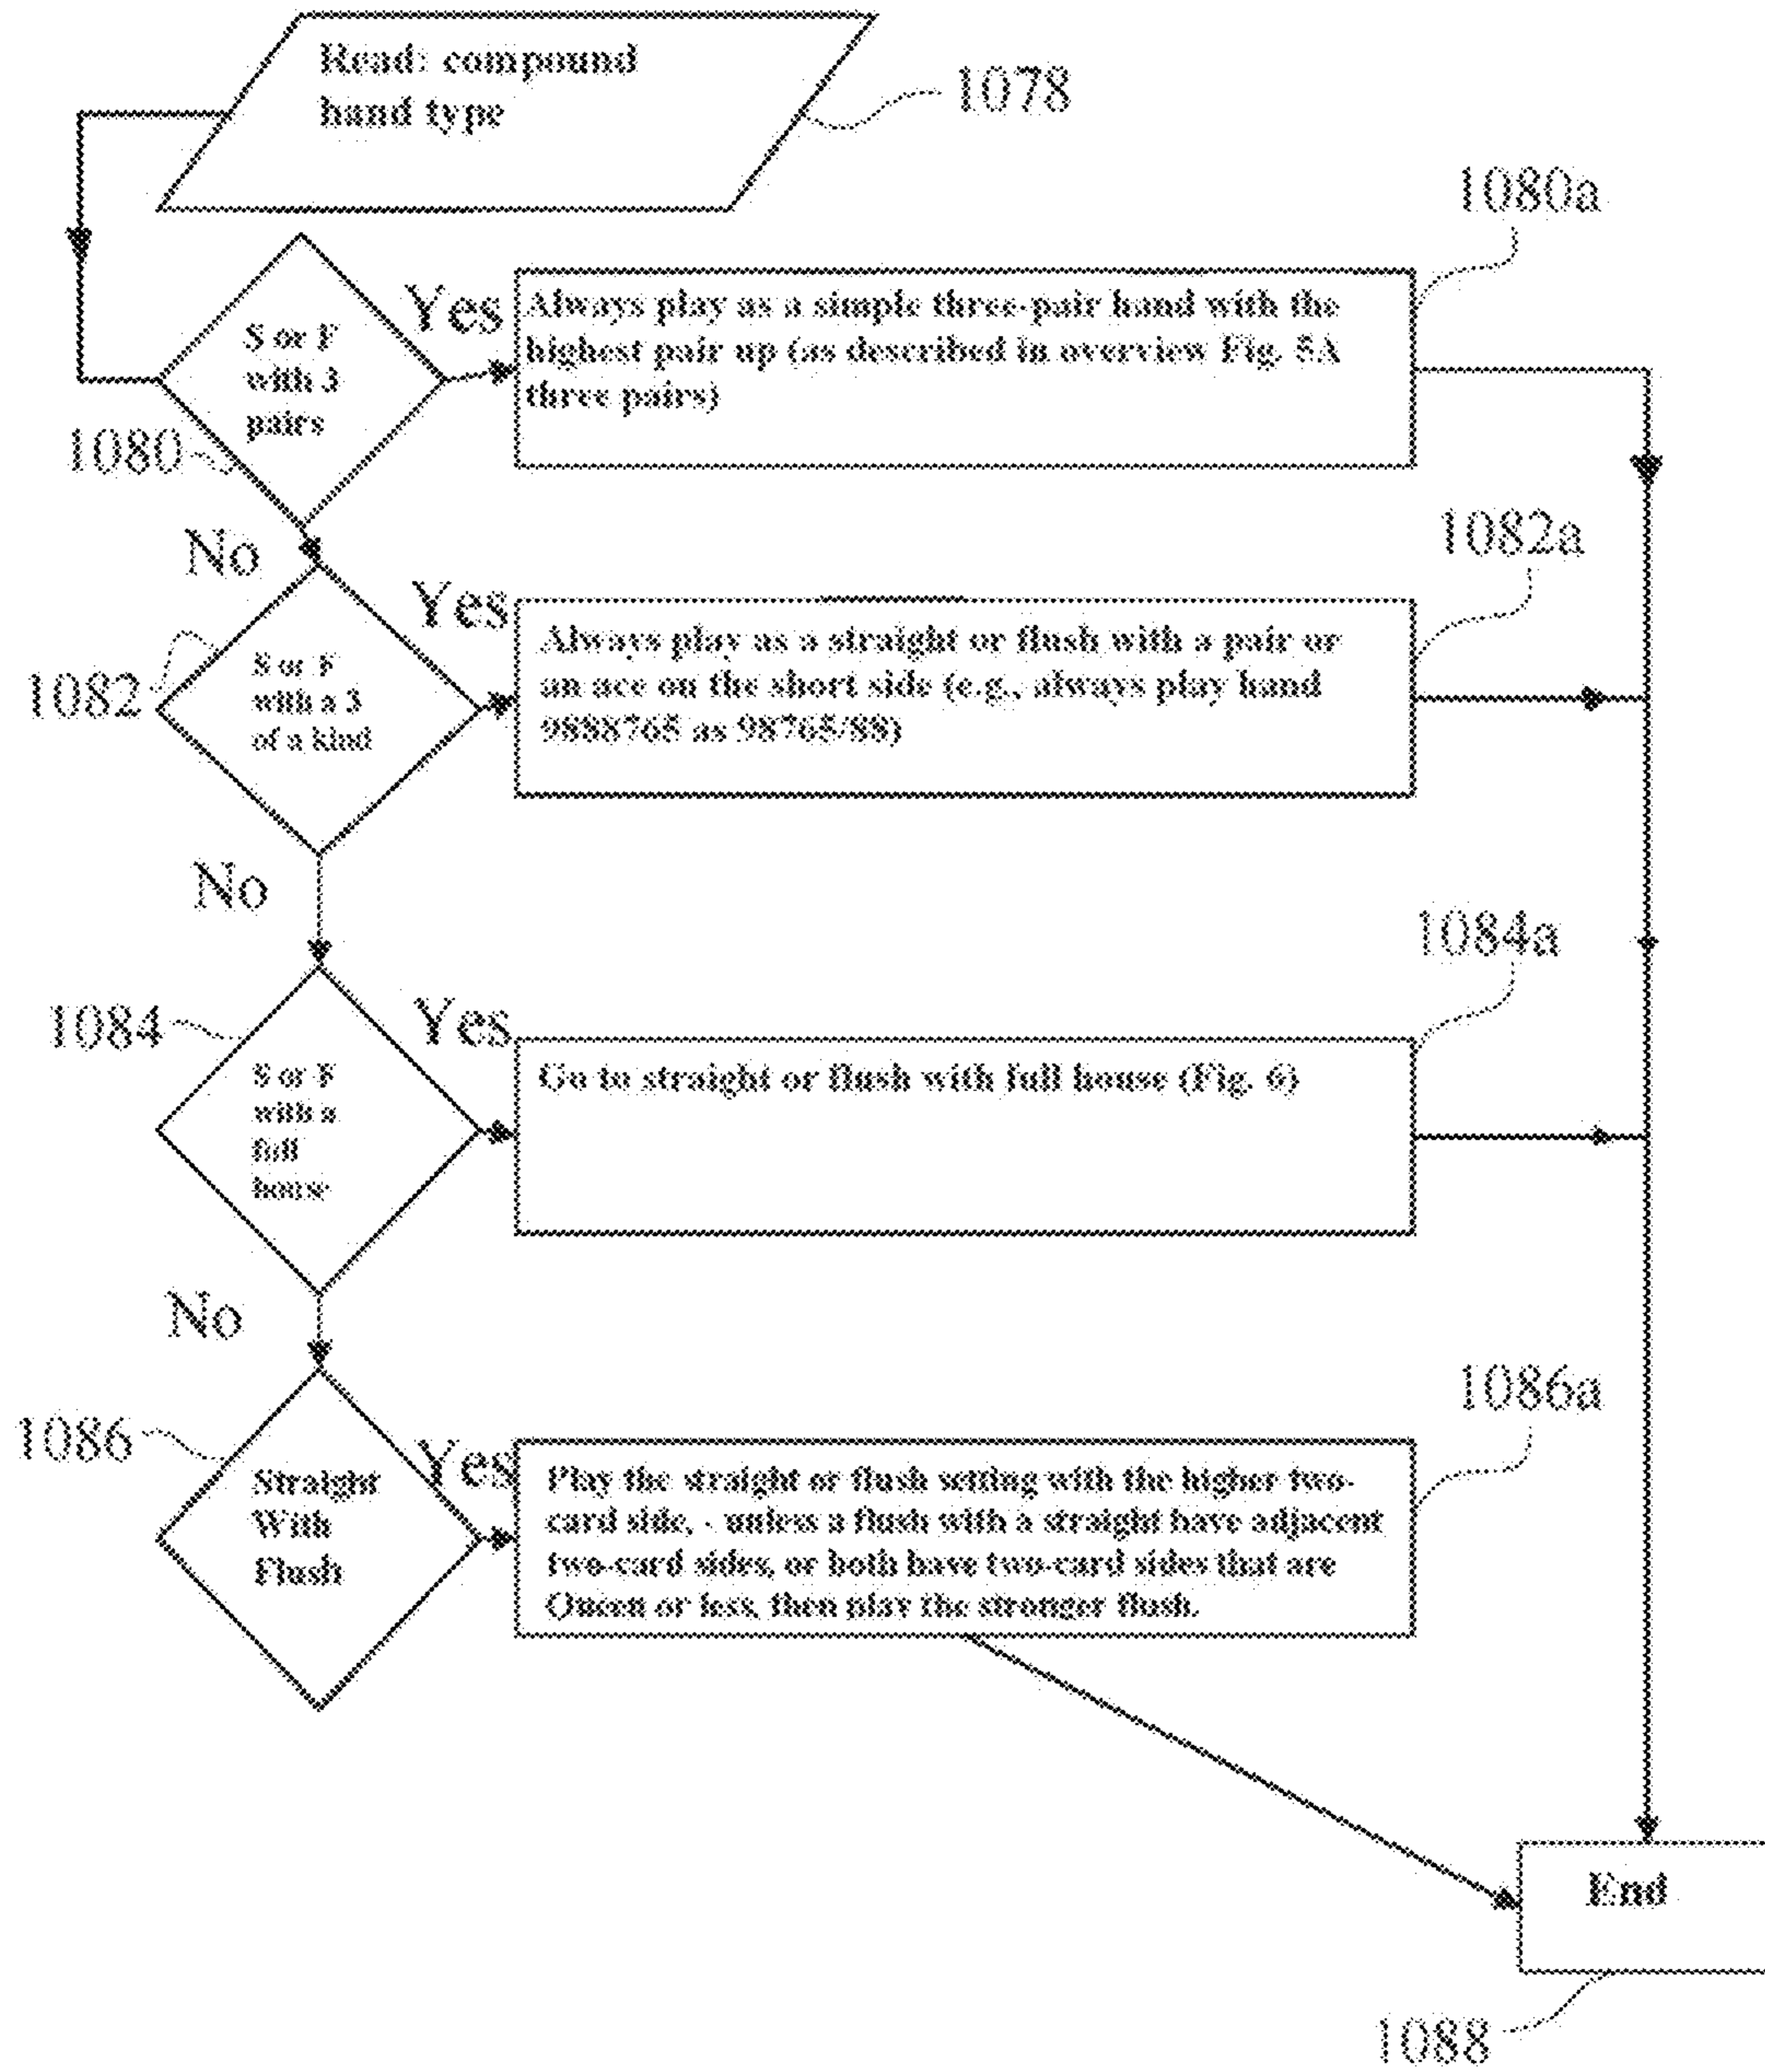 Read: compound
hand type
1078
1080a
S or F
with 3
pairs
1080
Yes
Always play as a simple three-pair hand with the
highest pair up (as described in overview Fig. 5A
three pairs)
No
1082a
S or F
with a 3
of a kind
1082
Yes
Always play as a straight or flush with a pair or
an ace on the short side (e.g., always play hand
9888765 as 98765/88)
No
1084a
1084
S or F
with a
full
house
Yes
Go to straight or flush with full house (Fig. 6)
No
1086a
1086
Straight
With
Flush
Yes
Play the straight or flush setting with the higher two-
card side, - unless a flush with a straight have adjacent
two-card sides, or both have two-card sides that are
Queen or less, then play the stronger flush.
End
1088